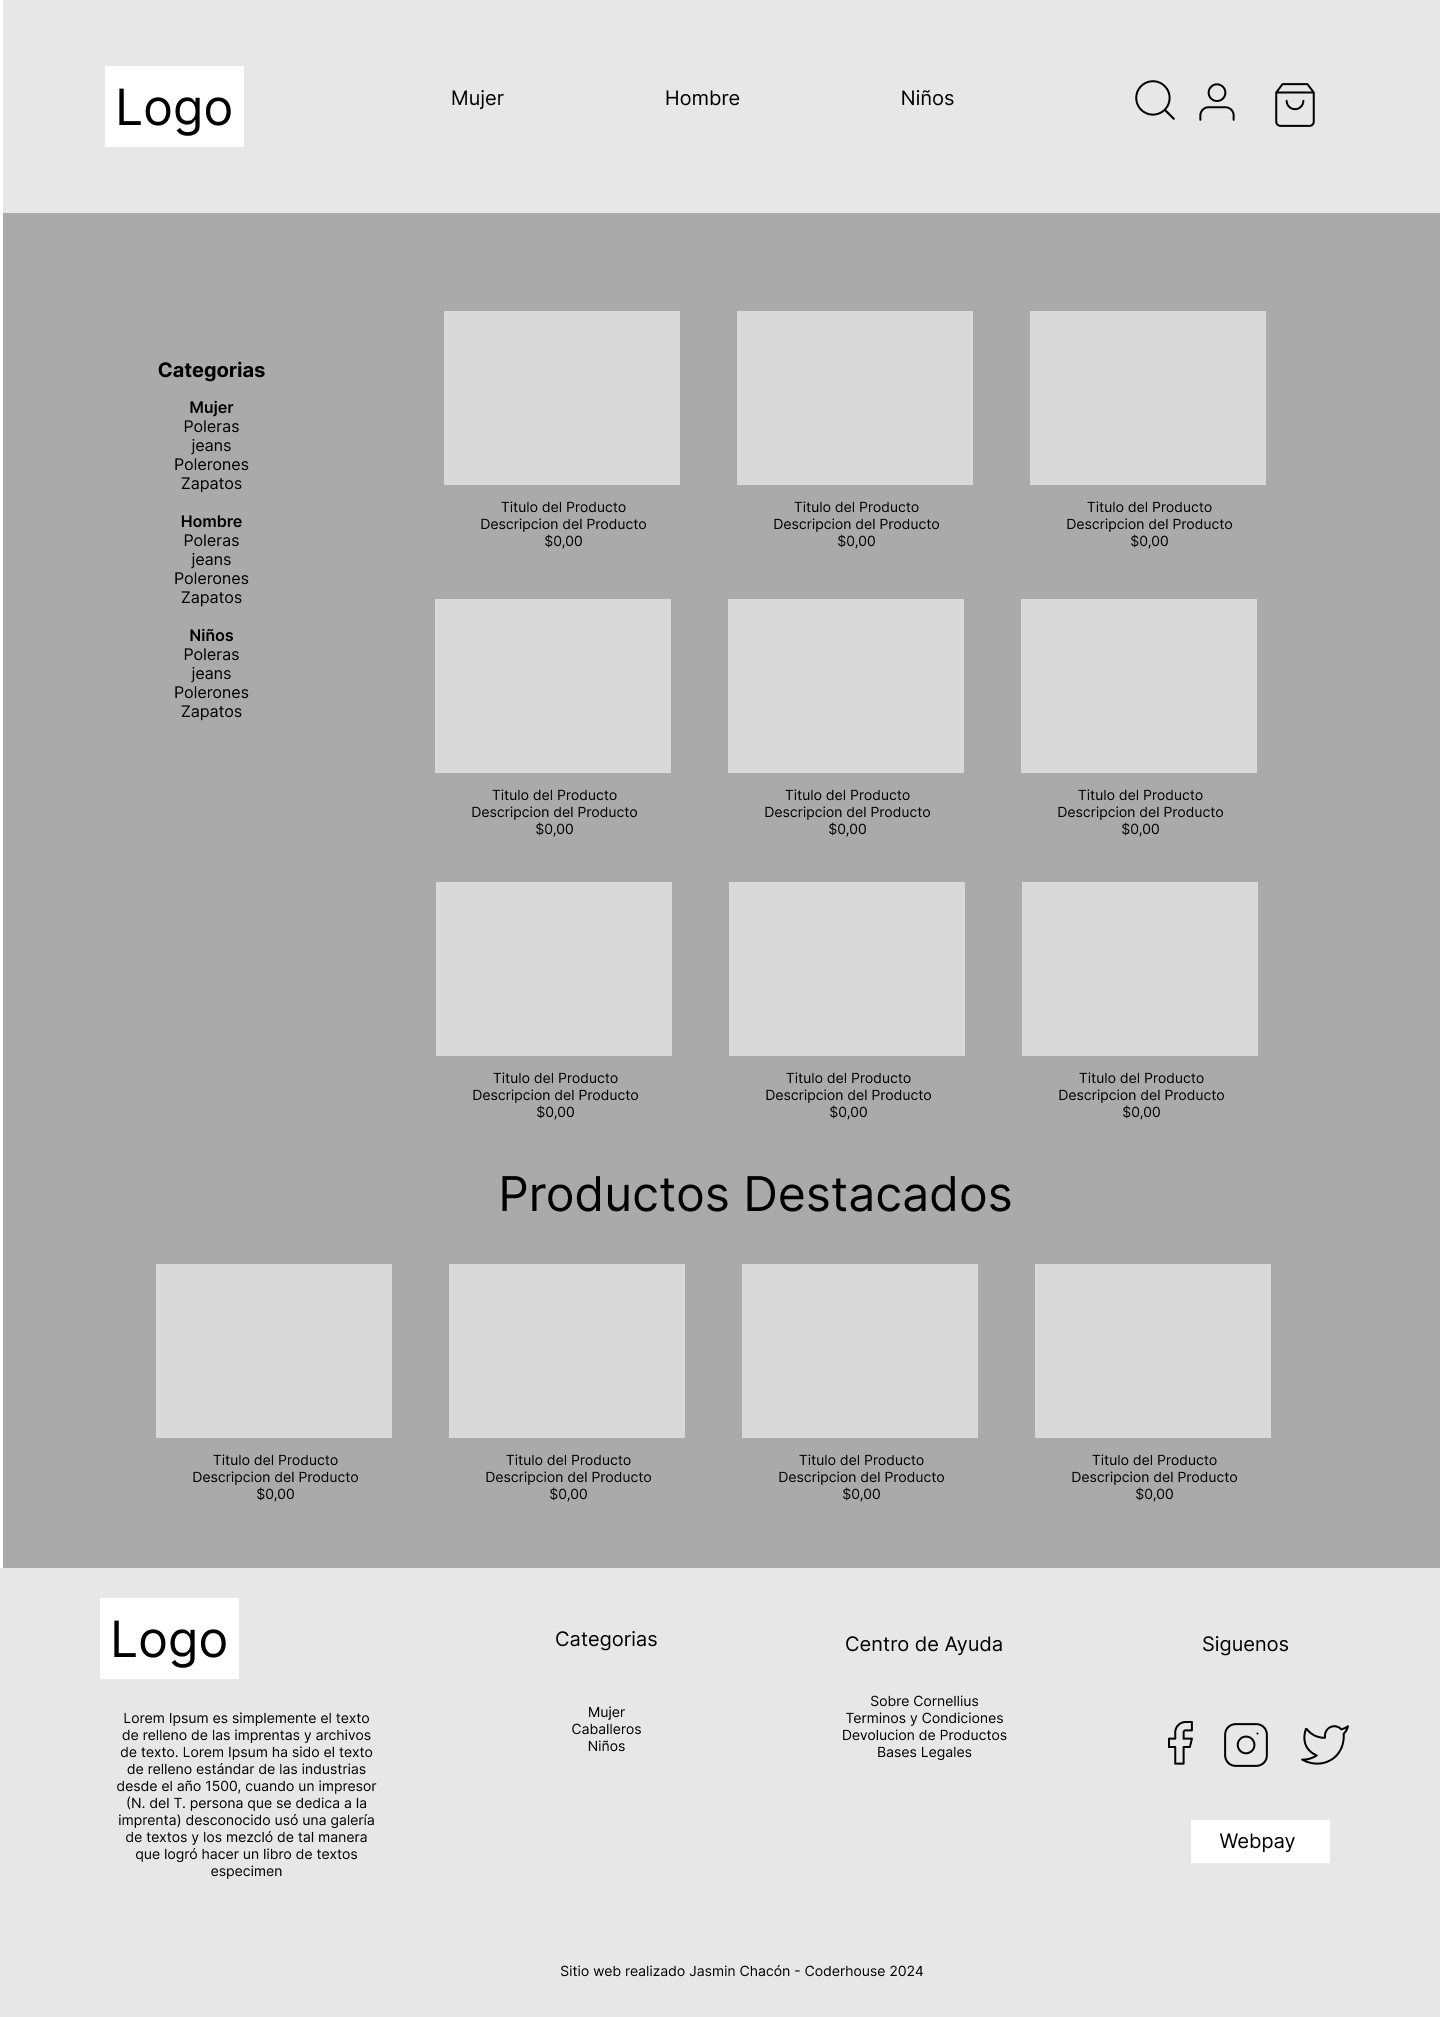 Logo
Mujer
Hombre
Niños
Categorias
Mujer
Poleras
jeans
Polerones
Zapatos
Hombre
Poleras
jeans
Polerones
Zapatos
Niños
Poleras
jeans
Polerones
Zapatos
Titulo del Producto
Descripcion del Producto
$0,00
Titulo del Producto
Descripcion del Producto
$0,00
Titulo del Producto
Descripcion del Producto
$0,00
Titulo del Producto
Descripcion del Producto
$0,00
Titulo del Producto
Descripcion del Producto
$0,00
Titulo del Producto
Descripcion del Producto
$0,00
Titulo del Producto
Descripcion del Producto
$0,00
Titulo del Producto
Descripcion del Producto
$0,00
Titulo del Producto
Descripcion del Producto
$0,00
Productos Destacados
Titulo del Producto
Descripcion del Producto
$0,00
Titulo del Producto
Descripcion del Producto
$0,00
Titulo del Producto
Descripcion del Producto
$0,00
Titulo del Producto
Descripcion del Producto
$0,00
Logo
Lorem Ipsum es simplemente el texto
de relleno de las imprentas y archivos
de texto. Lorem Ipsum ha sido el texto
de relleno estándar de las industrias
desde el año 1500, cuando un impresor
(N. del T. persona que se dedica a la
imprenta) desconocido usó una galería
de textos y los mezcló de tal manera
que logró hacer un libro de textos
especimen
Categorias
Mujer
Caballeros
Niños
Centro de Ayuda
Sobre Cornellius
Terminos y Condiciones
Devolucion de Productos
Bases Legales
Siguenos
Webpay
Sitio web realizado Jasmin Chacón - Coderhouse 2024